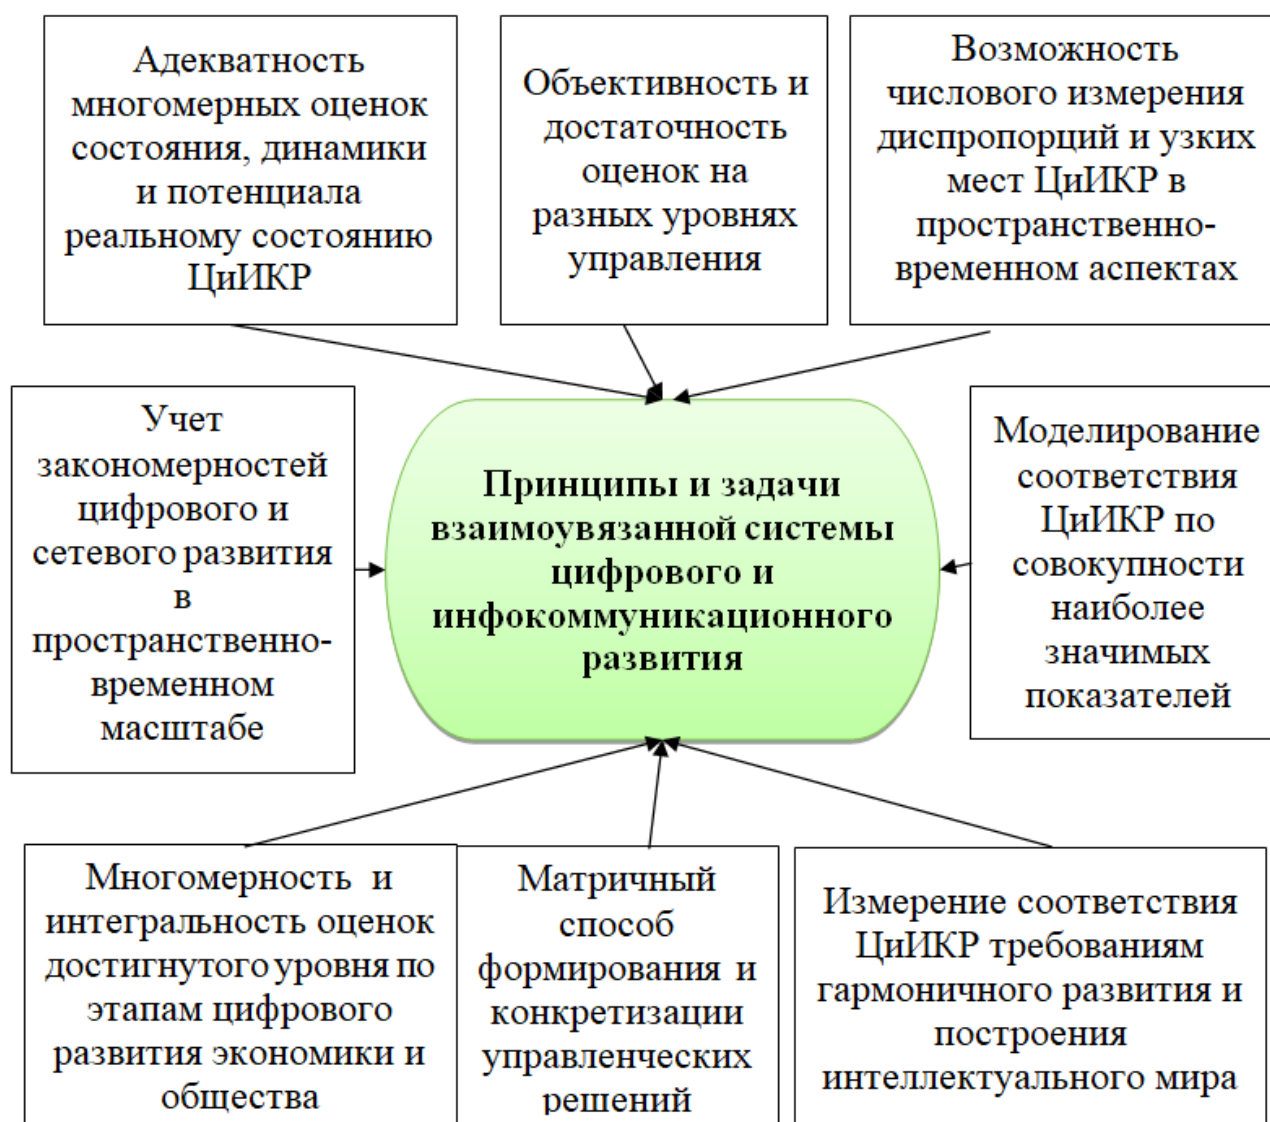 Адекватность
многомерных оценок
состояния, динамики
и потенциала
реальному состоянию
ЦиИКР
Объективность и
достаточность
оценок на
разных уровнях
управления
Возможность
числового измерения
диспропорций и узких
мест ЦиИКР в
пространственно-
временном аспектах
Учет
закономерностей
цифрового и
сетевого развития
в
пространственно-
временном
масштабе
Принципы и задачи
взаимоувязанной системы
цифрового и
инфокоммуникационного
развития
Моделирование
соответствия
ЦиИКР по
совокупности
наиболее
значимых
показателей
Многомерность и
интегральность оценок
достигнутого уровня по
этапам цифрового
развития экономики и
общества
Матричный
способ
формирования и
конкретизации
управленческих
решений
Измерение соответствия
ЦиИКР требованиям
гармоничного развития и
построения
интеллектуального мира